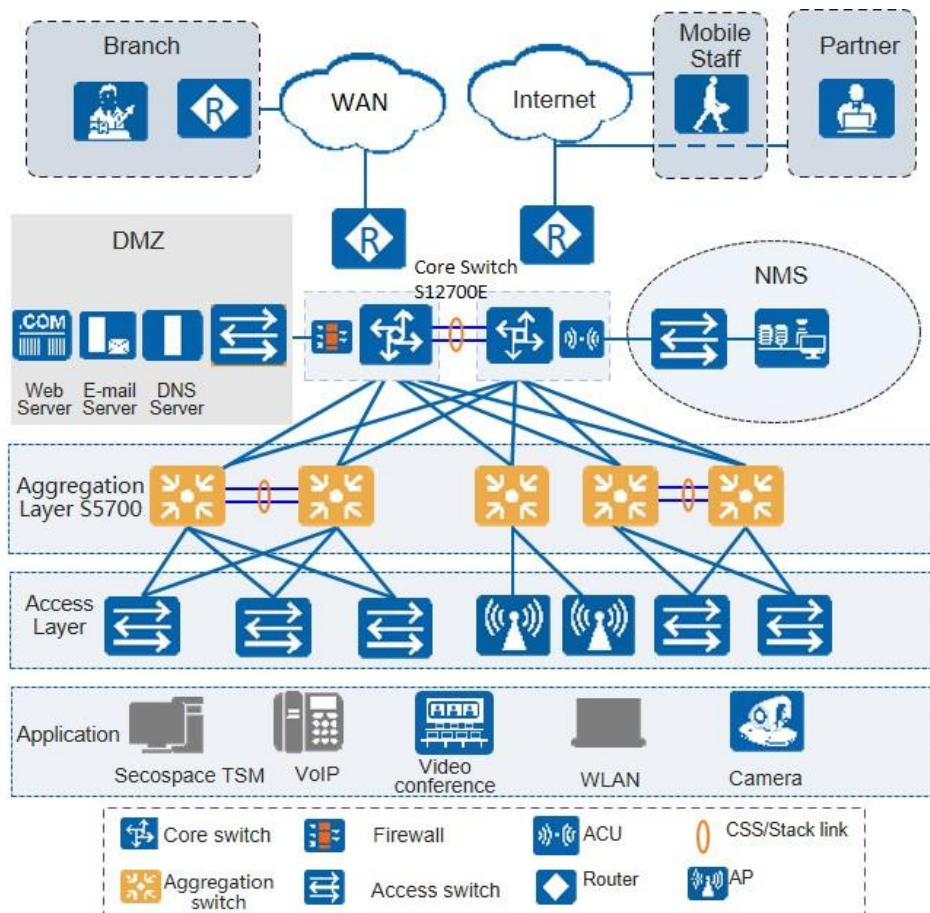 Branch
WAN
Internet
Mobile
Staff
Partner
R
R
R
DMZ
Core Switch
S12700E
NMS
.COM
Web
Server
E-mail
Server
DNS
Server
Aggregation
Layer S5700
Access
Layer
Application
Secospace TSM
VoIP
Video
conference
WLAN
Camera
Core switch
Firewall
ACU
CSS/Stack link
Aggregation
switch
Access switch
Router
AP